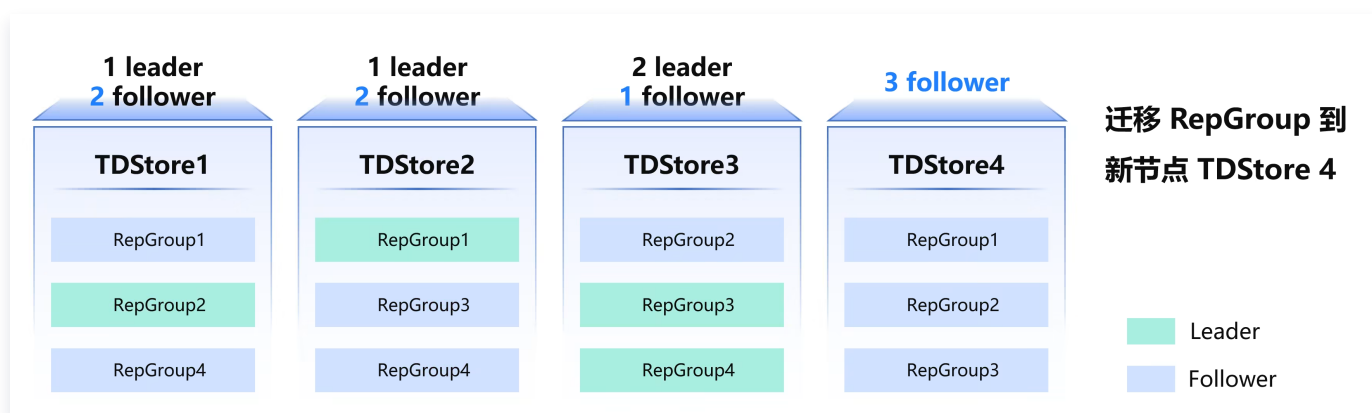 1 leader
2 follower
1 leader
2 follower
2 leader
1 follower
3 follower
TDStore1
TDStore2
TDStore3
TDStore4
RepGroup1
RepGroup1
RepGroup2
RepGroup1
RepGroup2
RepGroup3
RepGroup3
RepGroup2
RepGroup4
RepGroup4
RepGroup4
RepGroup3
迁移 RepGroup 到
新节点 TDStore 4
Leader
Follower